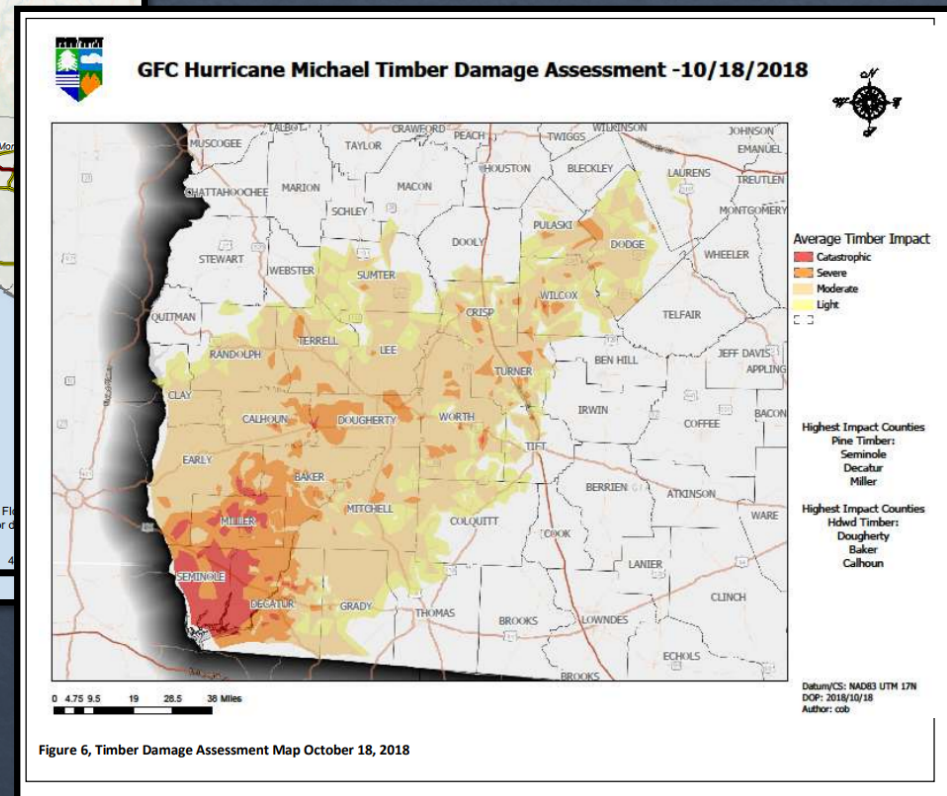 GFC Hurricane Michael Timber Damage Assessment -10/18/2018
N
TALBOT
CRAWFORD
PEACH
TWIGGS
WILKINSON
JOHNSON
MUSCOGEE
TAYLOR
EMANUEL
HOUSTON
BLECKLEY
LAURENS
TREUTLEN
CHATTAHOOCHEE
MARION
MACON
SCHLEY
MONTGOMERY
PULASKI
DODGE
DOOLY
STEWART
WEBSTER
SUMTER
WHEELER
WILCOX
CRISP
QUITMAN
TELFAIR
TERRELL
LEE
RANDOLPH
BEN HILL
JEFF DAVIS
APPLING
TURNER
CLAY
IRWIN
BACON
CALHOUN
DOUGHERTY
WORTH
COFFEE
TIFT
EARLY
BAKER
BERRIEN
ATKINSON
MITCHELL
COLQUITT
WARE
MILLER
COOK
LANIER
SEMINOLE
CLINCH
DECATUR
GRADY
THOMAS
BROOKS
LOWNDES
ECHOLS
BROOKS
Average Timber Impact
Catastrophic
Severe
Moderate
Light
Highest Impact Counties
Pine Timber:
Seminole
Decatur
Miller
Highest Impact Counties
Hdwd Timber:
Dougherty
Baker
Calhoun
0 4.75 9.5 19 28.5 38 Miles
Datum/CS: NAD83 UTM 17N
DOP: 2018/10/18
Author: cob
Figure 6, Timber Damage Assessment Map October 18, 2018